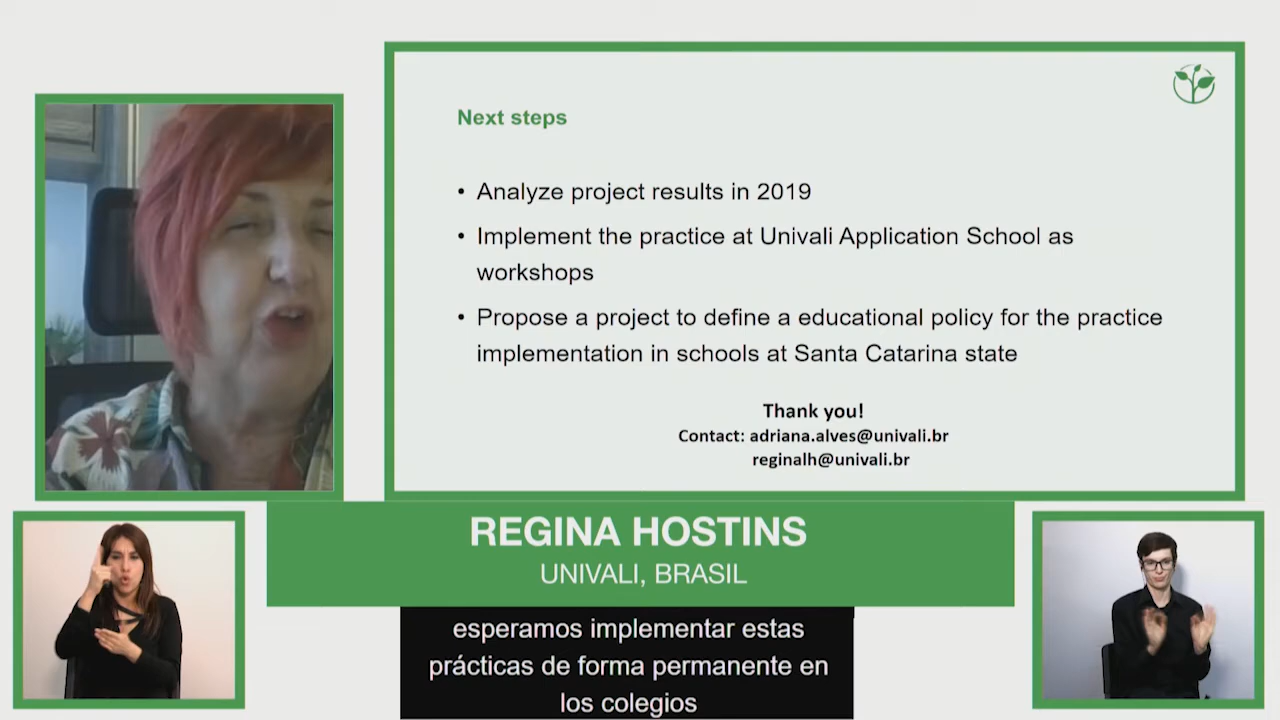 Next steps
• Analyze project results in 2019
• Implement the practice at Univali Application School as
workshops
• Propose a project to define a educational policy for the practice
implementation in schools at Santa Catarina state
Thank you!
Contact: adriana.alves@univali.br
reginalh@univali.br
REGINA HOSTINS
UNIVALI, BRASIL
esperamos implementar estas
prácticas de forma permanente en
los colegios